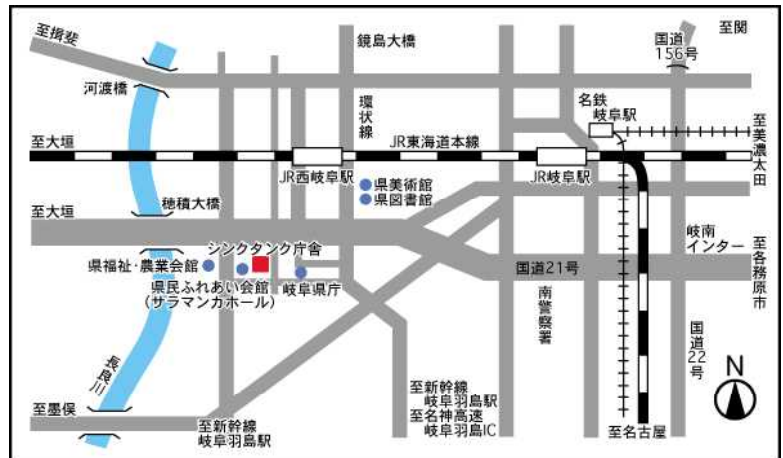 至揖斐
鏡島大橋
国道
156号
至関
河渡橋
環状線
名鉄
岐阜駅
至大垣
JR東海道本線
至美濃太田
JR西岐阜駅
JR岐阜駅
県美術館
県図書館
穂積大橋
至大垣
岐南
インター
シンクタンク庁舎
県福祉・農業会館
国道21号
至各務原市
県民ふれあい会館
(サラマンカホール)
岐阜県庁
南警察署
国道22号
長良川
N
至新幹線
岐阜羽島駅
至名神高速
岐阜羽島IC
至墨俣
至新幹線
岐阜羽島駅
至名古屋